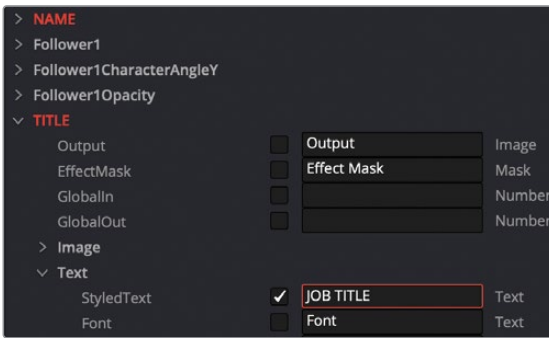 > NAME
> Follower1
> Follower1CharacterAngleY
> Follower1Opacity
TITLE
Output Output Image
EffectMask Effect Mask Mask
GlobalIn Number
GlobalOut Number
> Image
Text
StyledText JOB TITLE Text
Font Font Text